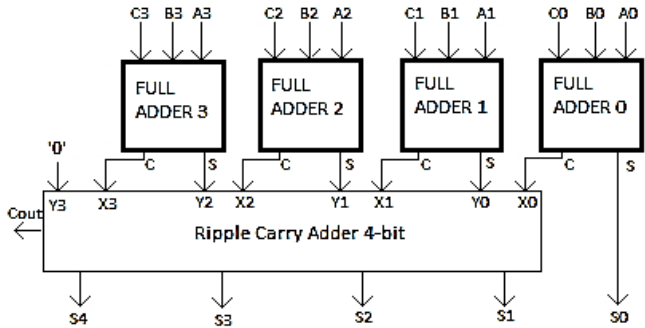 C3 B3 A3 C2 B2 A2 C1 B1 A1 C0 B0 A0
FULL ADDER 3
FULL ADDER 2
FULL ADDER 1
FULL ADDER 0
'0' C S C S C S C S
Cout Y3 X3 Y2 X2 Y1 X1 Y0 X0
Ripple Carry Adder 4-bit
S4 S3 S2 S1 S0